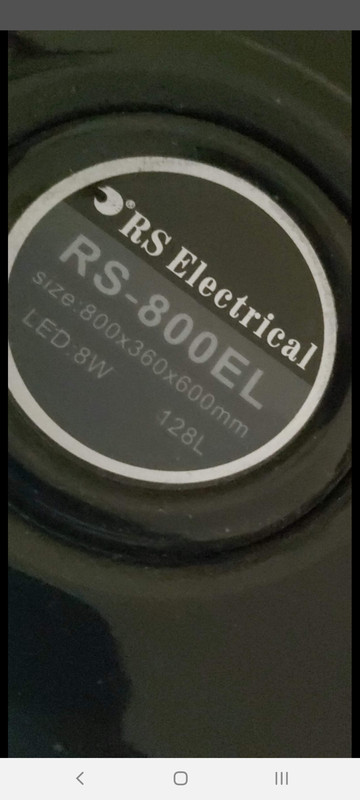 ®RS Electrical
RS-800EL
size:800x360x600mm
LED:8W 128L